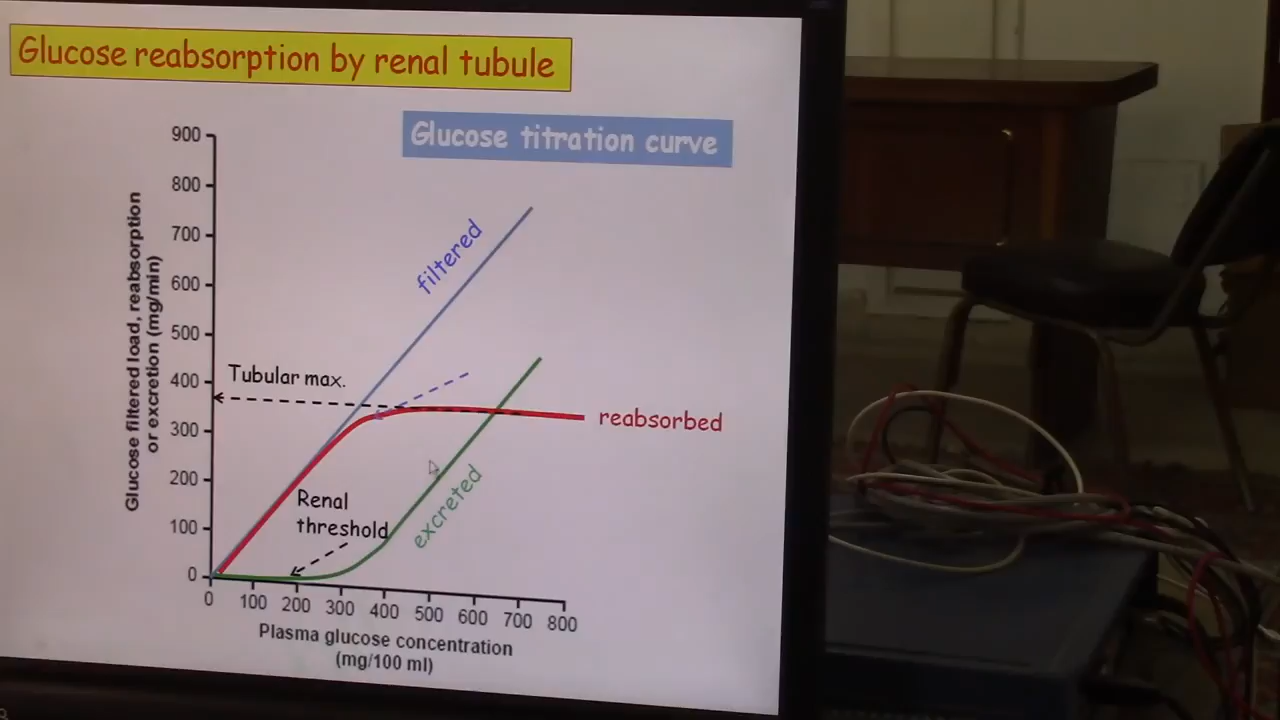 Glucose reabsorption by renal tubule
Glucose titration curve
Glucose filtered load, reabsorption
or excretion (mg/min)
900
800
700
600
500
400
300
200
100
0
filtered
Tubular max.
reabsorbed
Renal
threshold
excreted
0 100 200 300 400 500 600 700 800
Plasma glucose concentration
(mg/100 ml)